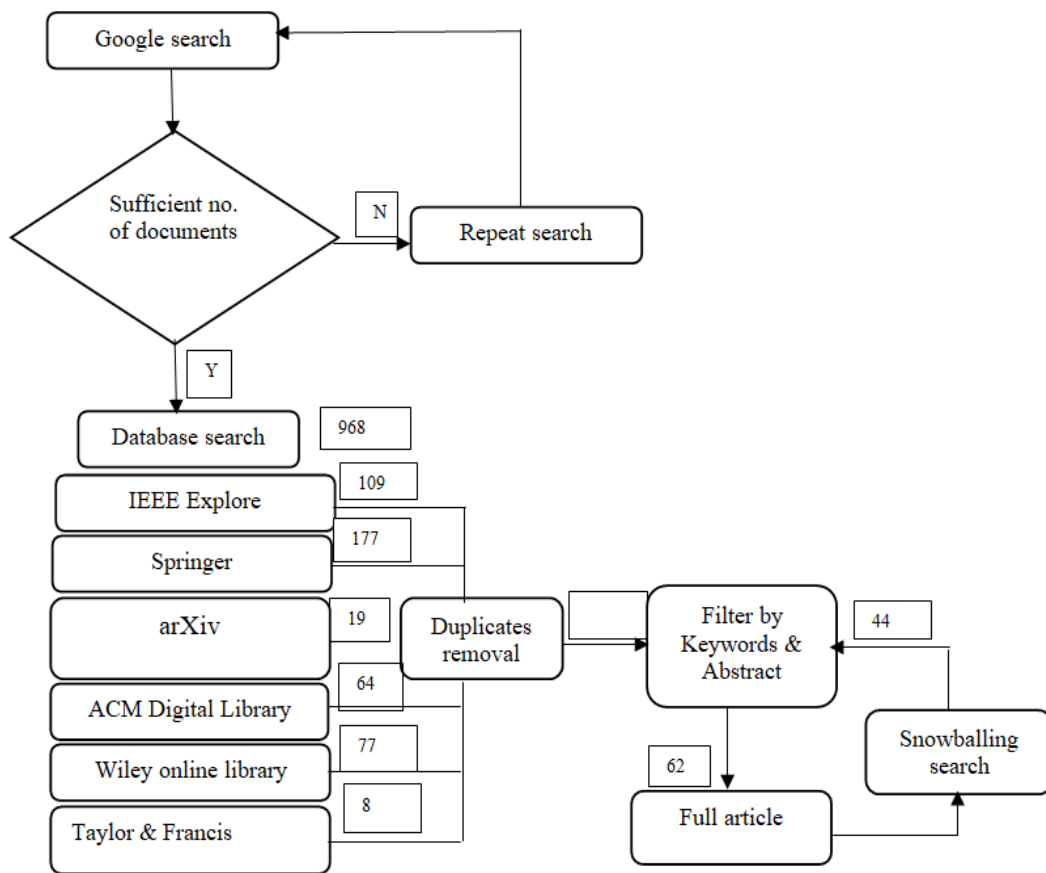 Google search
Sufficient no.
of documents
N
Repeat search
Y
Database search
968
IEEE Explore
109
Springer
177
arXiv
19
ACM Digital Library
64
Wiley online library
77
Taylor & Francis
8
Duplicates
removal
Filter by
Keywords &
Abstract
44
Snowballing
search
62
Full article